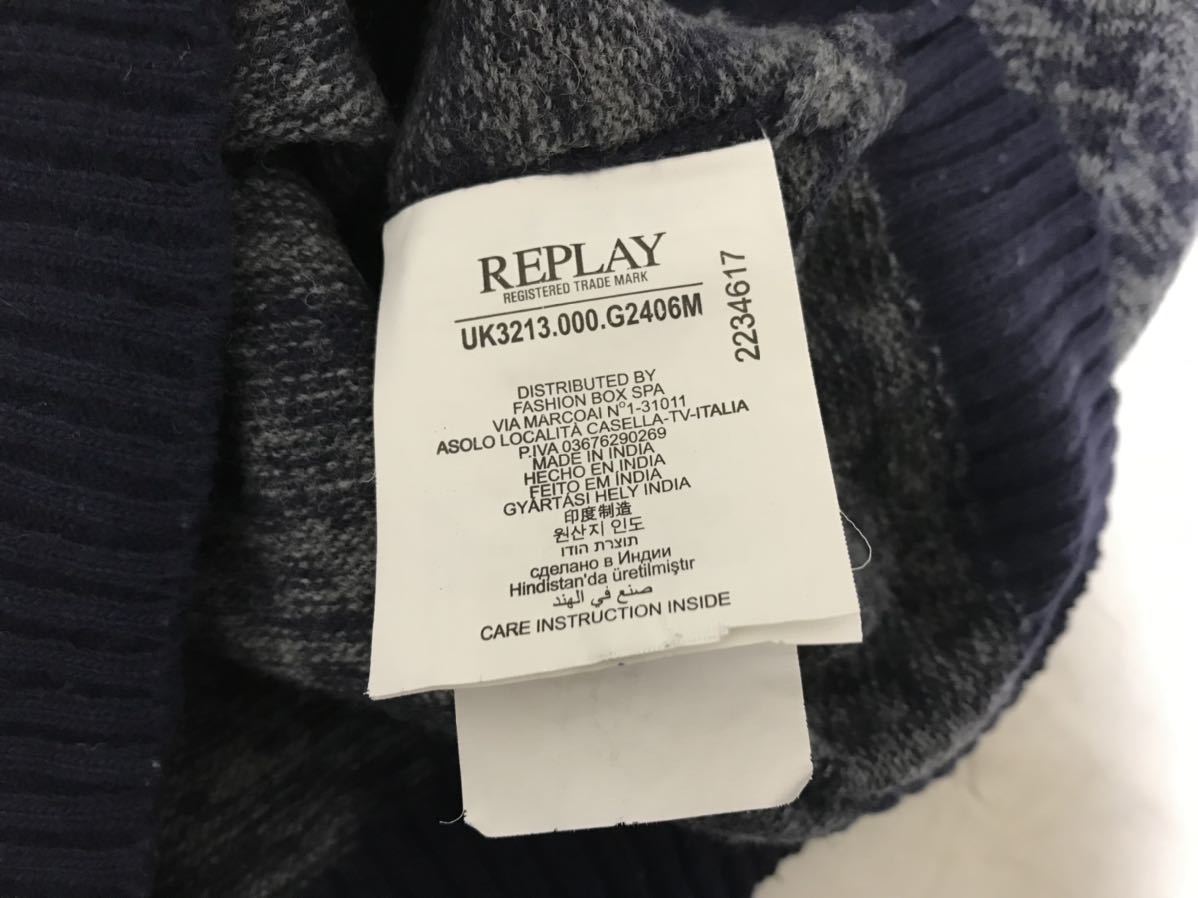 REPLAY
REGISTERED TRADE MARK
UK3213.000.G2406M
2234617
DISTRIBUTED BY
FASHION BOX SPA
VIA MARCOAI Nº1-31011
ASOLO LOCALITÀ CASELLA-TV-ITALIA
P.IVA 03676290269
MADE IN INDIA
HECHO EN INDIA
FEITO EM ÍNDIA
GYÁRTÁSI HELY INDIA
印度制造
원산지 인도
תוצרת הודו
сделано в Индии
Hindistan'da üretilmiştir
صنع في الهند
CARE INSTRUCTION INSIDE